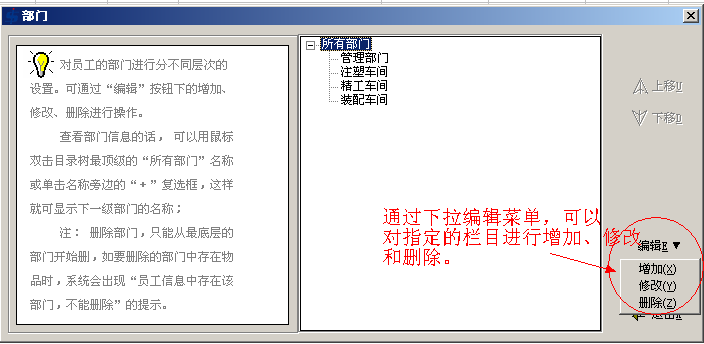 部门
对员工的部门进行分不同层次的
设置。可通过“编辑”按钮下的增加、
修改、删除进行操作。
查看部门信息的话，可以用鼠标
双击目录树最顶级的“所有部门”名称
或单击名称旁边的“+”复选框，这样
就可显示下一级部门的名称；
注：删除部门，只能从最底层的
部门开始删，如要删除的部门中存在物
品时，系统会出现“员工信息中存在该
部门，不能删除”的提示。
所有部门
管理部门
注塑车间
精工车间
装配车间
通过下拉编辑菜单，可以
对指定的栏目进行增加、修改
和删除。
上移U
下移D
编辑E ▼
增加(X)
修改(Y)
删除(Z)